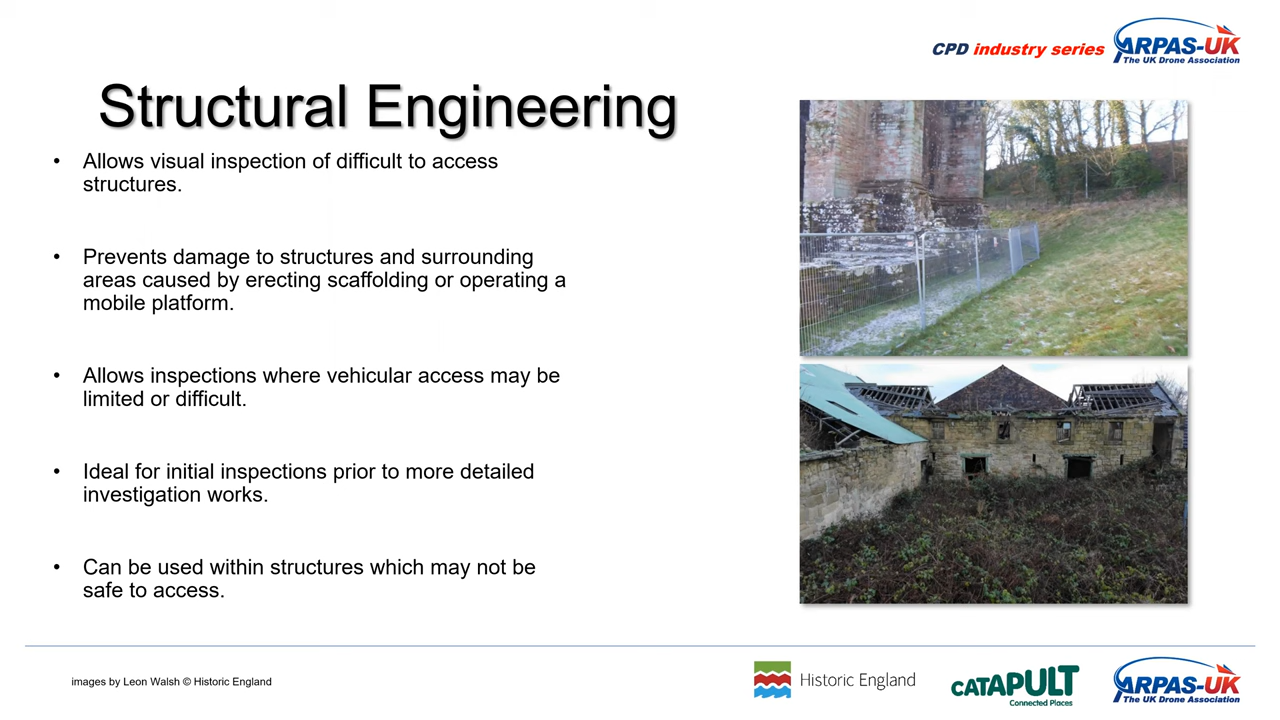 CPD industry series
ARPAS-UK
The UK Drone Association
Structural Engineering
• Allows visual inspection of difficult to access
structures.
• Prevents damage to structures and surrounding
areas caused by erecting scaffolding or operating a
mobile platform.
• Allows inspections where vehicular access may be
limited or difficult.
• Ideal for initial inspections prior to more detailed
investigation works.
• Can be used within structures which may not be
safe to access.
images by Leon Walsh © Historic England
Historic England
CATAPULT
Connected Places
ARPAS-UK
The UK Drone Association